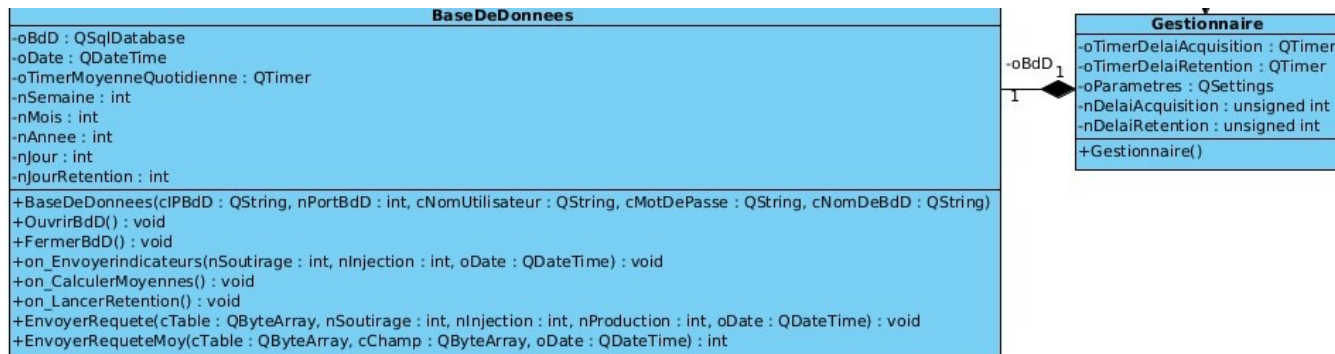 BaseDeDonnees
-oBdD : QSqlDatabase
-oDate : QDateTime
-oTimerMoyenneQuotidienne : QTimer
-nSemaine : int
-nMois : int
-nAnnee : int
-nJour : int
-nJourRetention : int
+BaseDeDonnees(cIPBdD : QString, nPortBdD : int, cNomUtilisateur : QString, cMotDePasse : QString, cNomDeBdD : QString)
+OuvrirBdD() : void
+FermerBdD() : void
+on_Envoyerindicateurs(nSoutirage : int, nInjection : int, oDate : QDateTime) : void
+on_CalculerMoyennes() : void
+on_LancerRetention() : void
+EnvoyerRequete(cTable : QByteArray, nSoutirage : int, nInjection : int, nProduction : int, oDate : QDateTime) : void
+EnvoyerRequeteMoy(cTable : QByteArray, cChamp : QByteArray, oDate : QDateTime) : int
-oBdD
1
1
Gestionnaire
-oTimerDelaiAcquisition : QTimer
-oTimerDelaiRetention : QTimer
-oParametres : QSettings
-nDelaiAcquisition : unsigned int
-nDelaiRetention : unsigned int
+Gestionnaire()